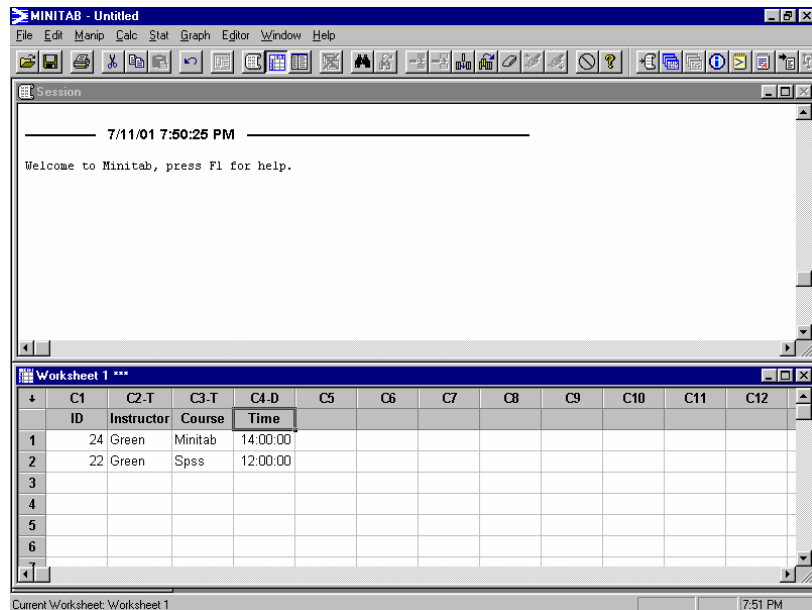 MINITAB - Untitled
File Edit Manip Calc Stat Graph Editor Window Help
Session
7/11/01 7:50:25 PM
Welcome to Minitab, press F1 for help.
Worksheet 1 ***
C1 C2-T C3-T C4-D C5 C6 C7 C8 C9 C10 C11 C12
ID Instructor Course Time
1 24 Green Minitab 14:00:00
2 22 Green Spss 12:00:00
3
4
5
6
7
Current Worksheet: Worksheet 1 7:51 PM